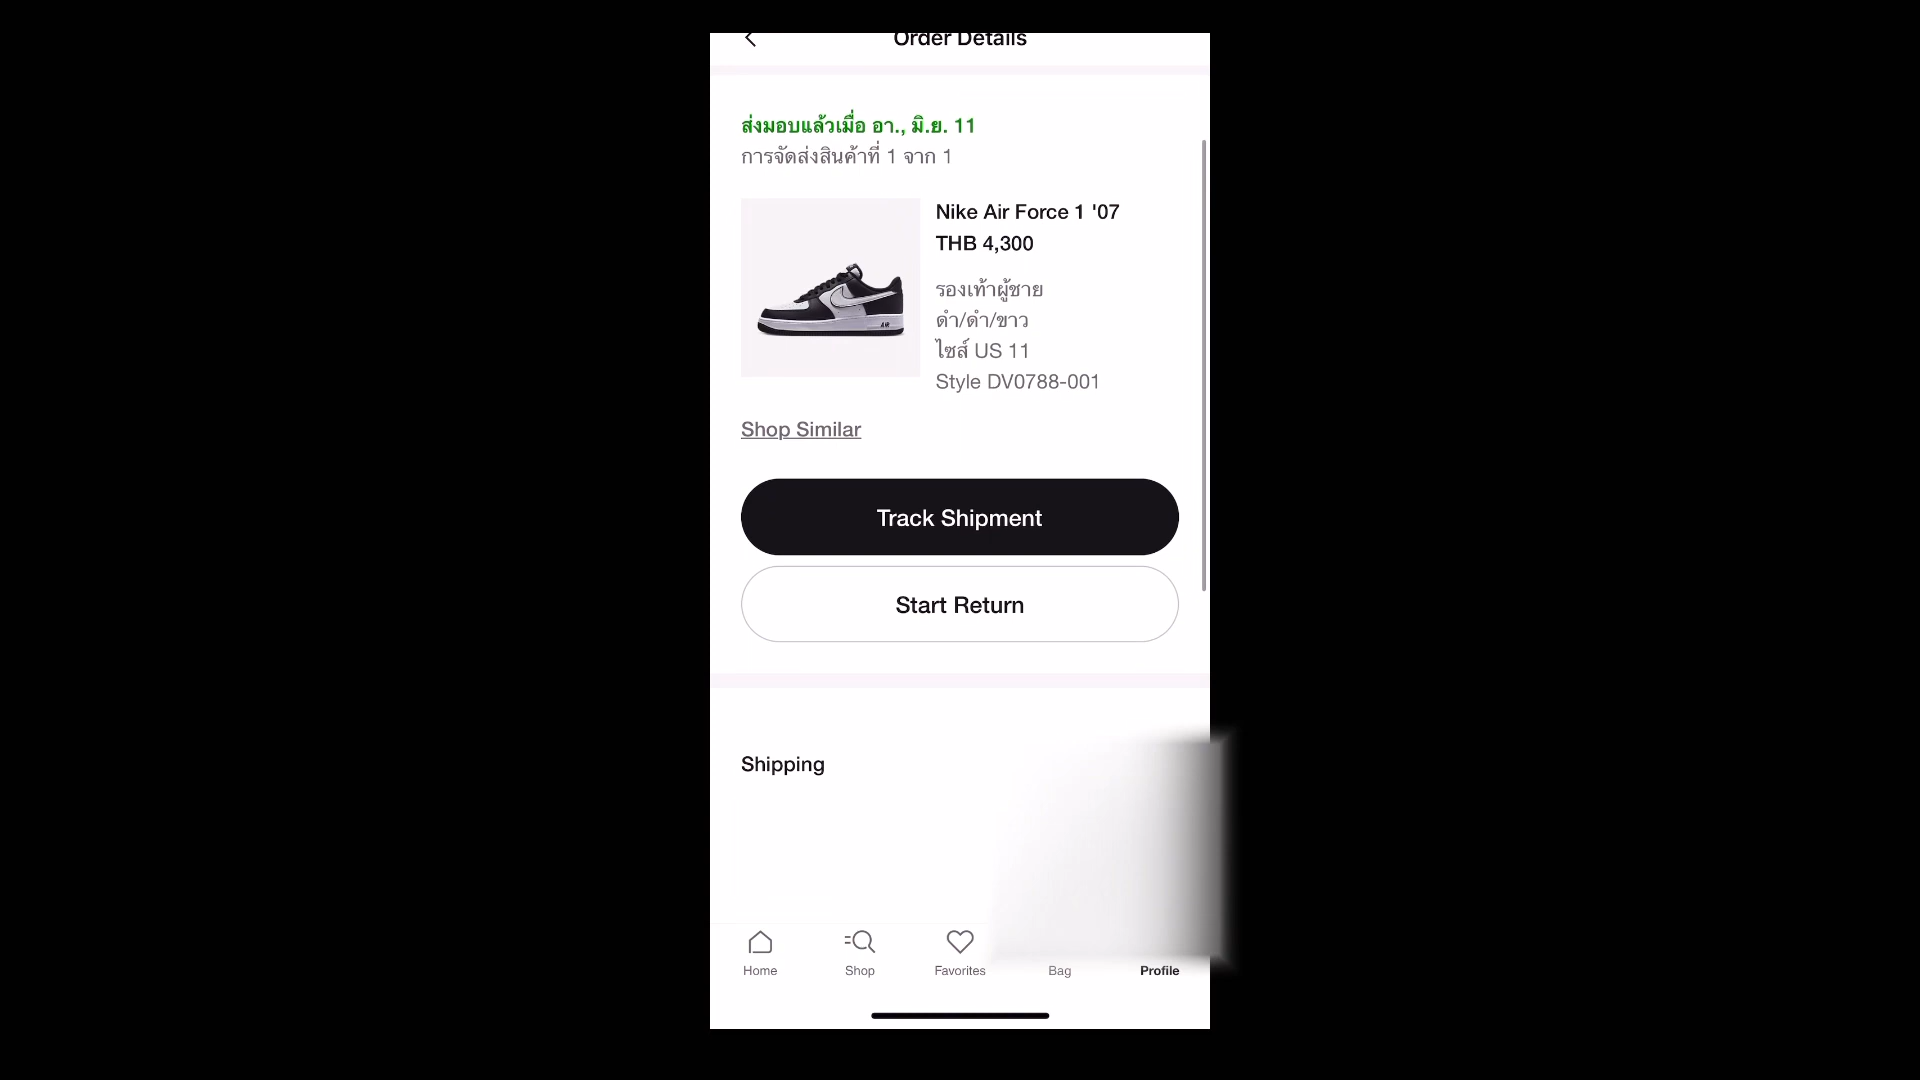 Order Details
ส่งมอบแล้วเมื่อ อา., มิ.ย. 11
การจัดส่งสินค้าที่ 1 จาก 1
Nike Air Force 1 '07
THB 4,300
รองเท้าผู้ชาย
ดำ/ดำ/ขาว
ไซส์ US 11
Style DV0788-001
Shop Similar
Track Shipment
Start Return
Shipping
Home
Shop
Favorites
Bag
Profile